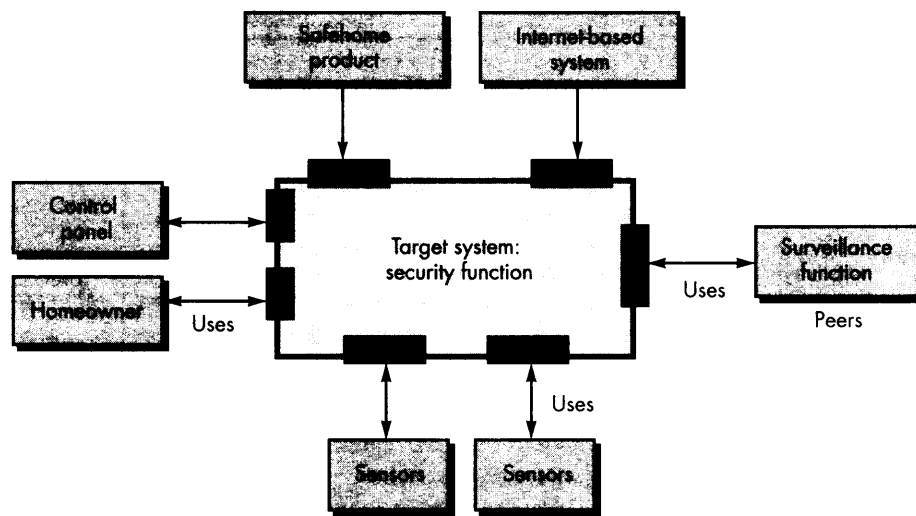 Safehome
product
Internet-based
system
Control
panel
Target system:
security function
Surveillance
function
Homeowner
Uses
Uses
Peers
Uses
Sensors
Sensors